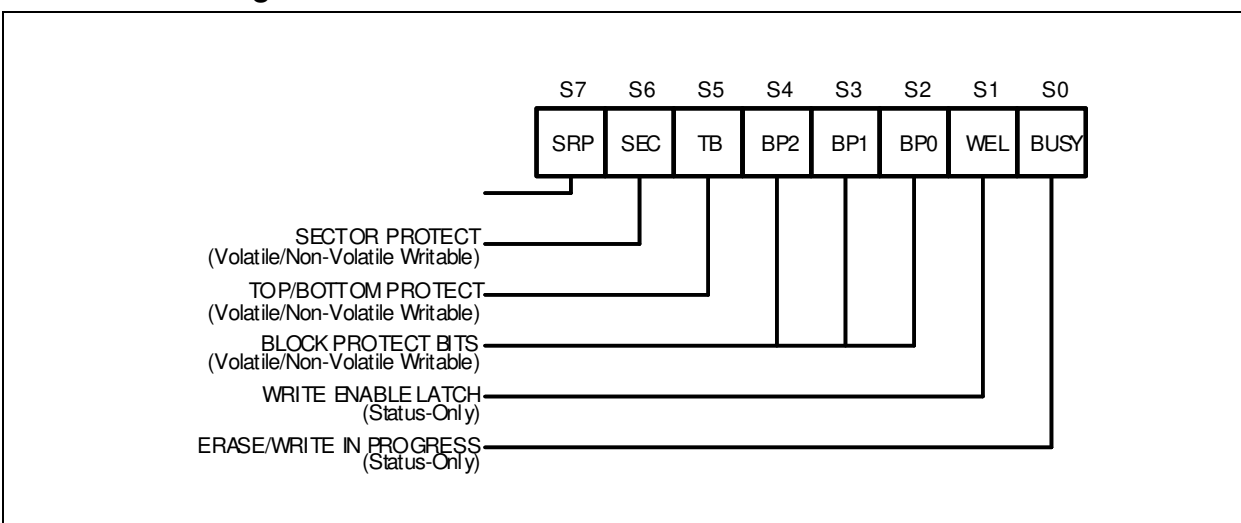 S7 S6 S5 S4 S3 S2 S1 S0
SRP SEC TB BP2 BP1 BP0 WEL BUSY
SECTOR PROTECT
(Volatile/Non-Volatile Writable)
TOP/BOTTOM PROTECT
(Volatile/Non-Volatile Writable)
BLOCK PROTECT BITS
(Volatile/Non-Volatile Writable)
WRITE ENABLE LATCH
(Status-Only)
ERASE/WRITE IN PROGRESS
(Status-Only)